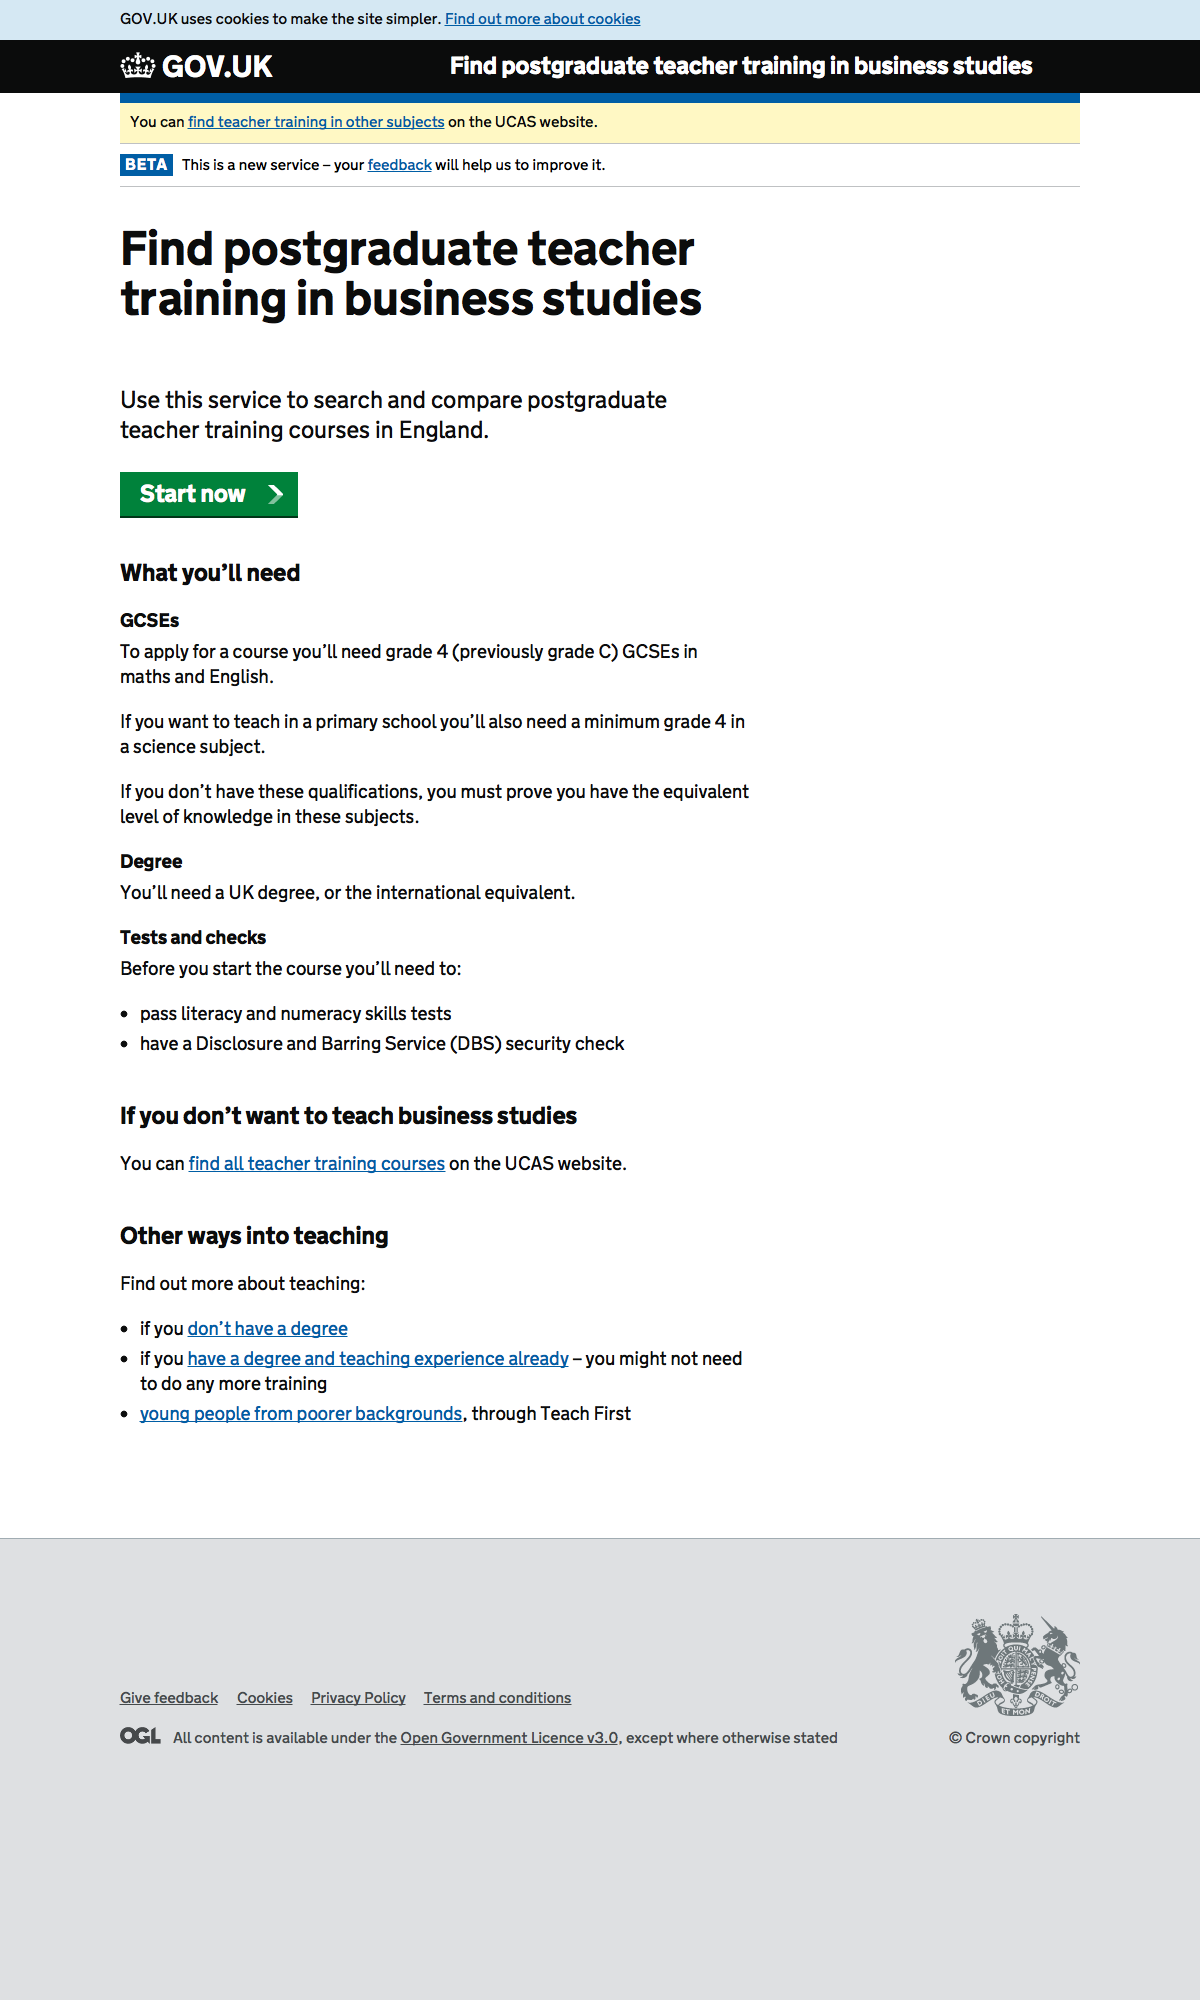 GOV.UK uses cookies to make the site simpler. Find out more about cookies
GOV.UK Find postgraduate teacher training in business studies
You can find teacher training in other subjects on the UCAS website.
BETA This is a new service – your feedback will help us to improve it.
Find postgraduate teacher
training in business studies
Use this service to search and compare postgraduate
teacher training courses in England.
Start now
What you’ll need
GCSEs
To apply for a course you’ll need grade 4 (previously grade C) GCSEs in
maths and English.
If you want to teach in a primary school you’ll also need a minimum grade 4 in
a science subject.
If you don’t have these qualifications, you must prove you have the equivalent
level of knowledge in these subjects.
Degree
You’ll need a UK degree, or the international equivalent.
Tests and checks
Before you start the course you’ll need to:
• pass literacy and numeracy skills tests
• have a Disclosure and Barring Service (DBS) security check
If you don’t want to teach business studies
You can find all teacher training courses on the UCAS website.
Other ways into teaching
Find out more about teaching:
• if you don’t have a degree
• if you have a degree and teaching experience already – you might not need
to do any more training
• young people from poorer backgrounds, through Teach First
DIEU ET MON DROIT
Give feedback Cookies Privacy Policy Terms and conditions
OGL All content is available under the Open Government Licence v3.0, except where otherwise stated
© Crown copyright